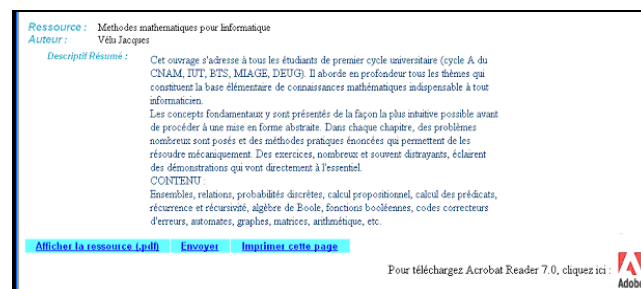 Ressource : Methodes mathematiques pour linformatique
Auteur : Vélu Jacques
Descriptif Résumé : Cet ouvrage s'adresse à tous les étudiants de premier cycle universitaire (cycle A du
CNAM, IUT, BTS, MIAGE, DEUG). Il aborde en profondeur tous les thèmes qui
constituent la base élémentaire de connaissances mathématiques indispensable à tout
informaticien.
Les concepts fondamentaux y sont présentés de la façon la plus intuitive possible avant
de procéder à une mise en forme abstraite. Dans chaque chapitre, des problèmes
nombreux sont posés et des méthodes pratiques énoncées qui permettent de les
résoudre mécaniquement. Des exercices, nombreux et souvent distrayants, éclairent
des démonstrations qui vont directement à l'essentiel.
CONTENU :
Ensembles, relations, probabilités discrètes, calcul propositionnel, calcul des prédicats,
récurrence et récursivité, algèbre de Boole, fonctions booléennes, codes correcteurs
d'erreurs, automates, graphes, matrices, arithmétique, etc.
Afficher la ressource (.pdf) Envoyer Imprimer cette page
Pour téléchargez Acrobat Reader 7.0, cliquez ici :
Adobe